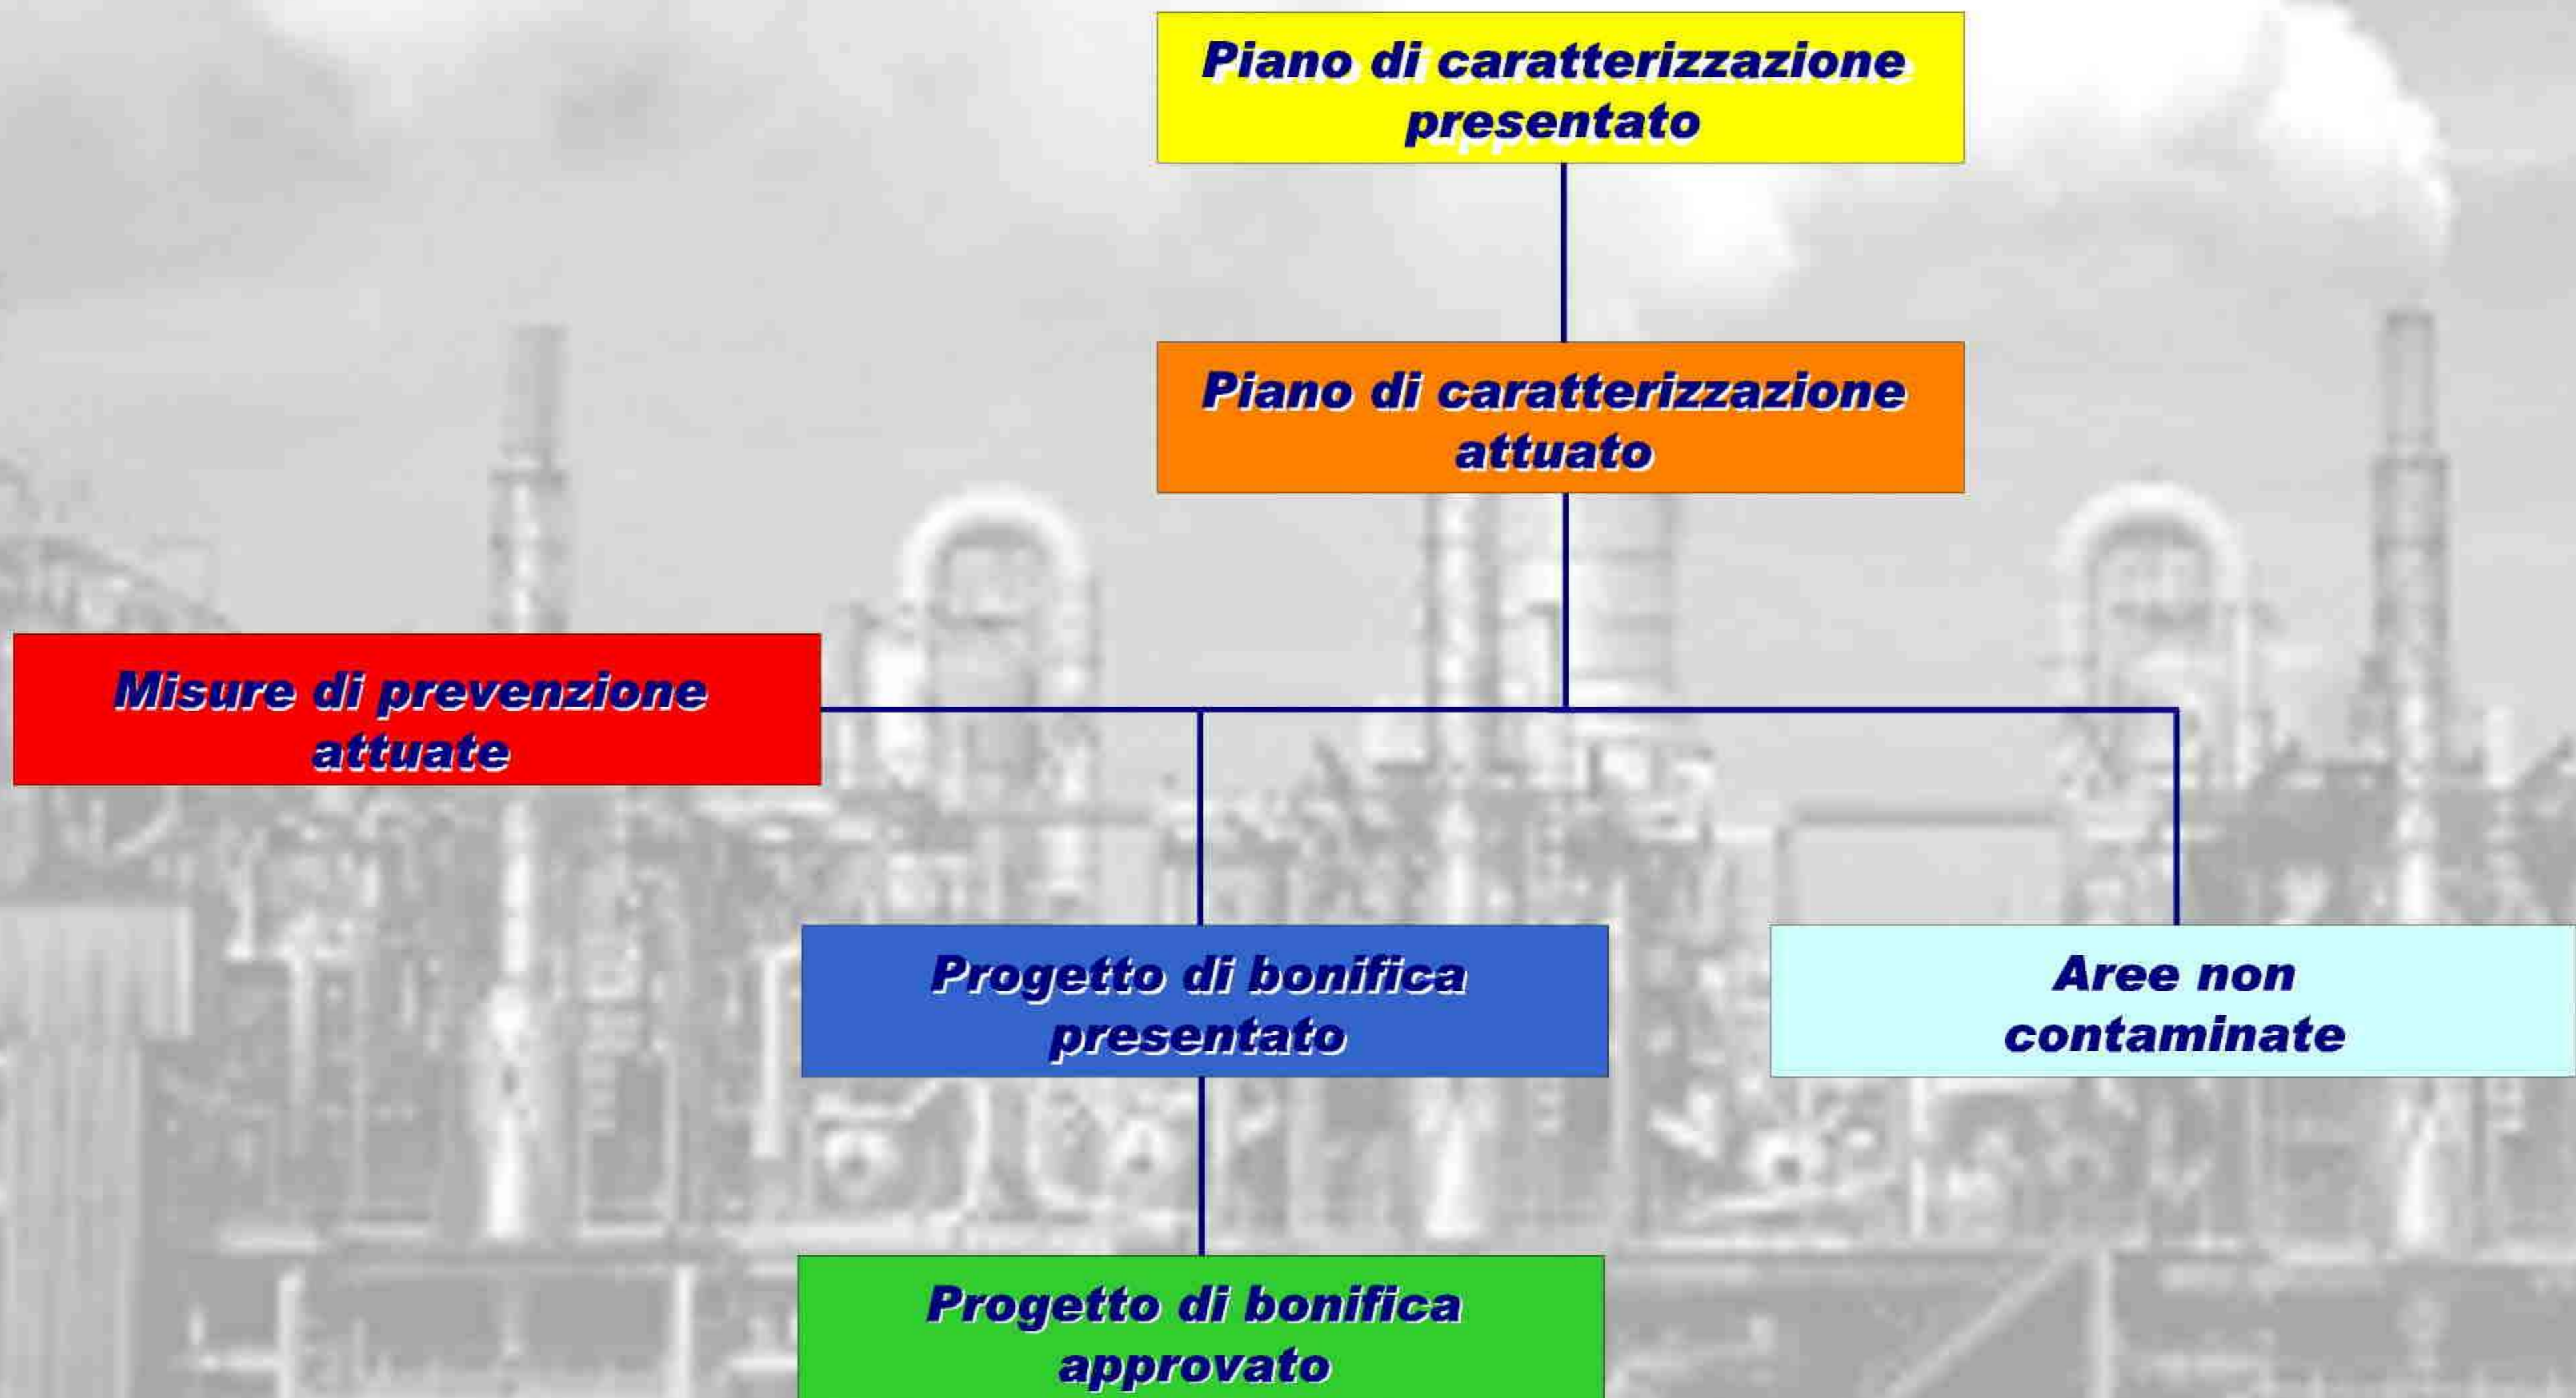 Piano di caratterizzazione
presentato
Piano di caratterizzazione
attuato
Misure di prevenzione
attuate
Progetto di bonifica
presentato
Aree non
contaminate
Progetto di bonifica
approvato